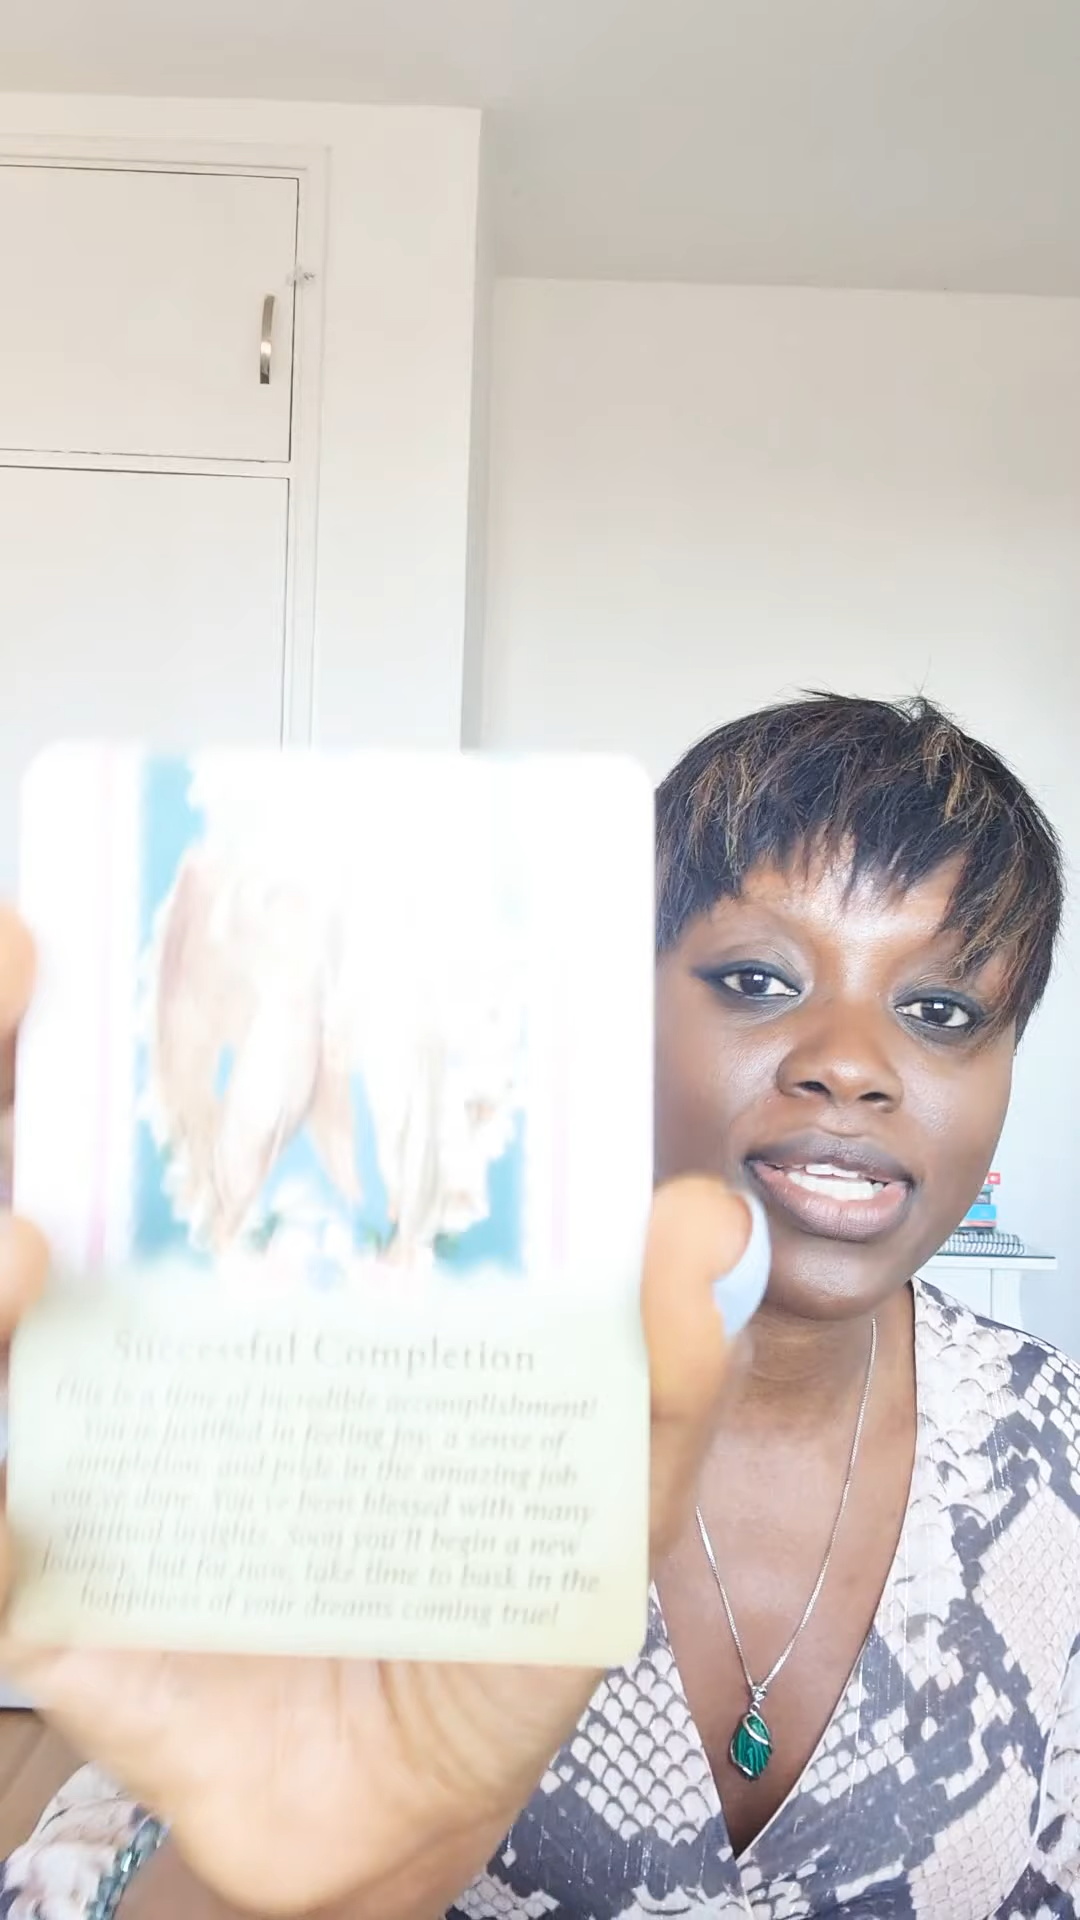 Successful Completion
This is a time of incredible accomplishment!
You is justified in feeling joy, a sense of
completion, and pride in the amazing job
you've done. You've been blessed with many
spiritual insights. Soon you'll begin a new
journey, but for now, take time to bask in the
happiness of your dreams coming true!